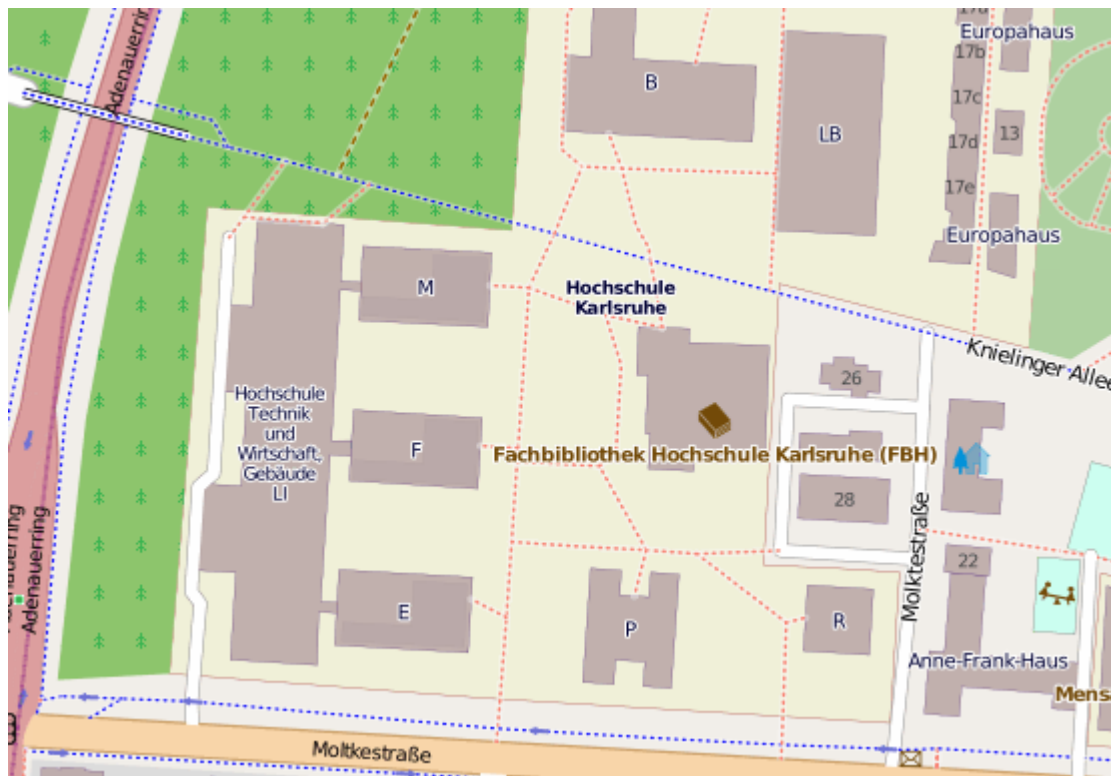 17a
Europahaus
17b
B
17c
Adenauerring
LB
13
17d
17e
Europahaus
M
Hochschule
Karlsruhe
Knielinger Allee
26
Hochschule
Technik
und
Wirtschaft,
Gebäude
LI
F
Fachbibliothek Hochschule Karlsruhe (FBH)
28
Adenauerring
Adenauerring
Molktestraße
22
E
P
R
Anne-Frank-Haus
Mens
Moltkestraße